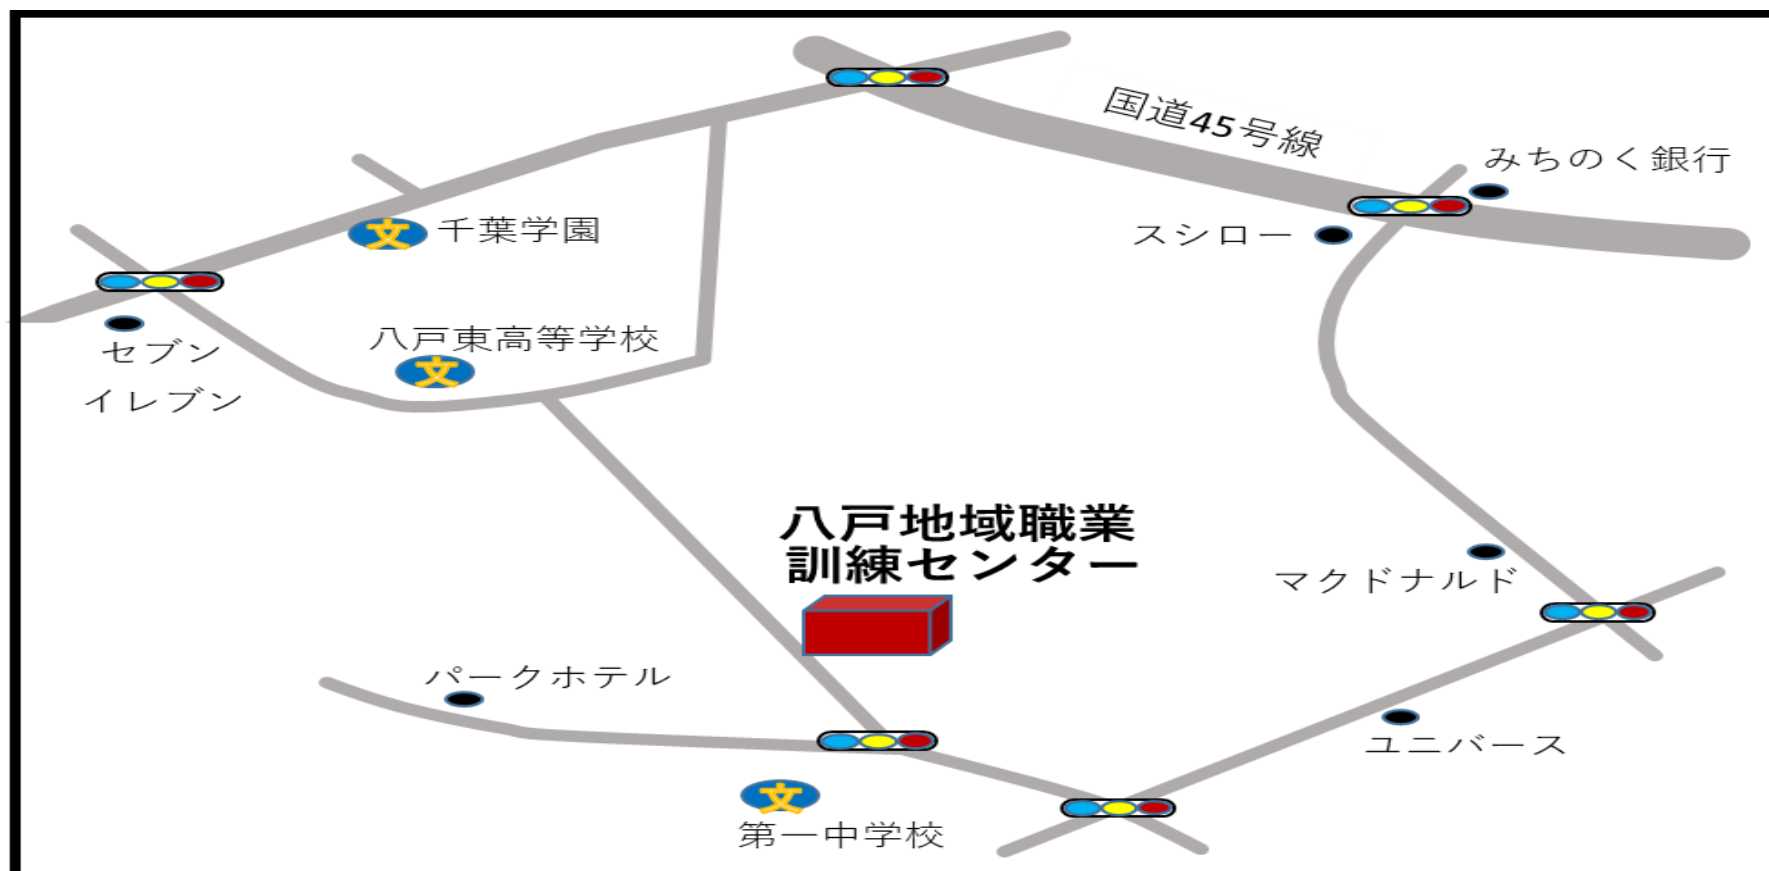 国道45号線
みちのく銀行
スシロー
文
千葉学園
八戸東高等学校
文
セブン
イレブン
八戸地域職業
訓練センター
マクドナルド
パークホテル
ユニバース
文
第一中学校